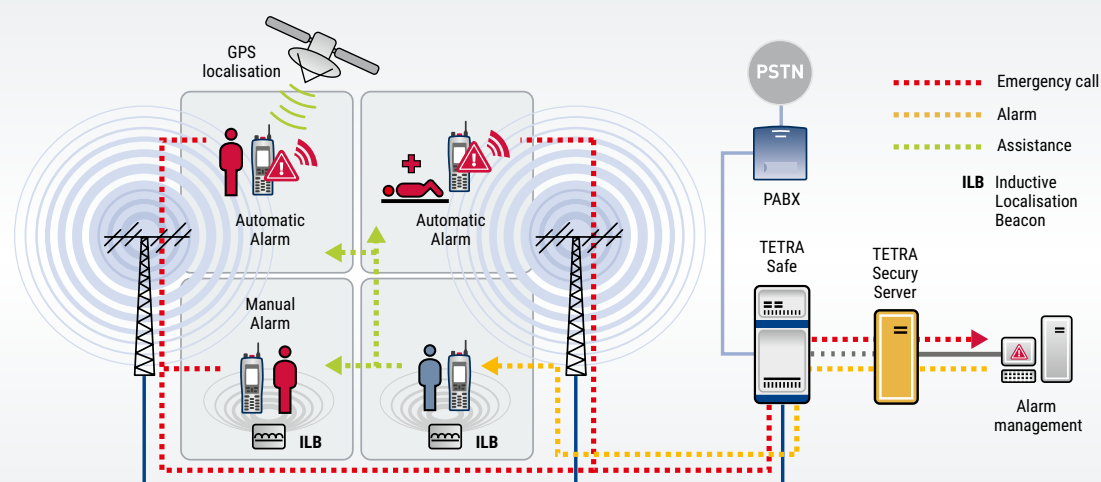 GPS
localisation
Automatic
Alarm
Automatic
Alarm
Manual
Alarm
ILB
ILB
PSTN
PABX
TETRA
Safe
TETRA
Secury
Server
Alarm
management
Emergency call
Alarm
Assistance
ILB Inductive
Localisation
Beacon